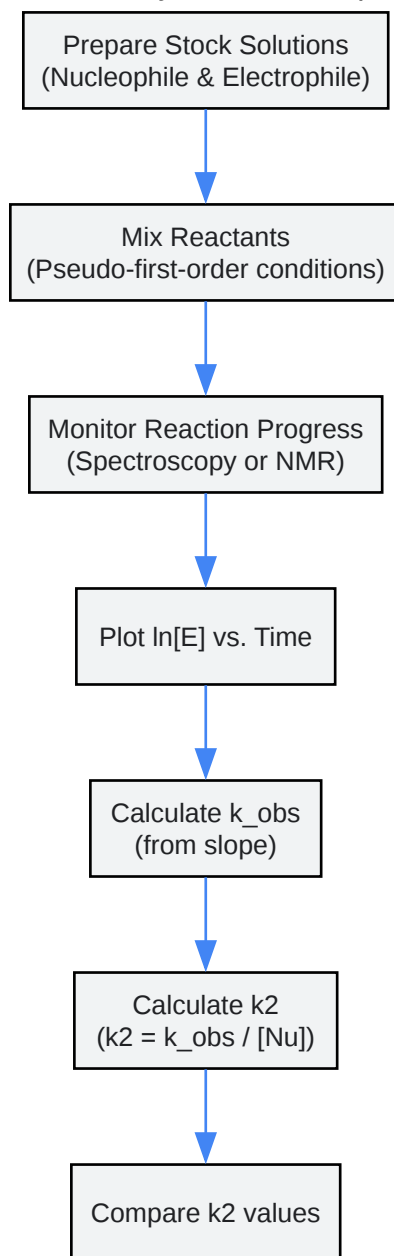 Prepare Stock Solutions
(Nucleophile & Electrophile)
Mix Reactants
(Pseudo-first-order conditions)
Monitor Reaction Progress
(Spectroscopy or NMR)
Plot ln[E] vs. Time
Calculate k_obs
(from slope)
Calculate k2
(k2 = k_obs / [Nu])
Compare k2 values